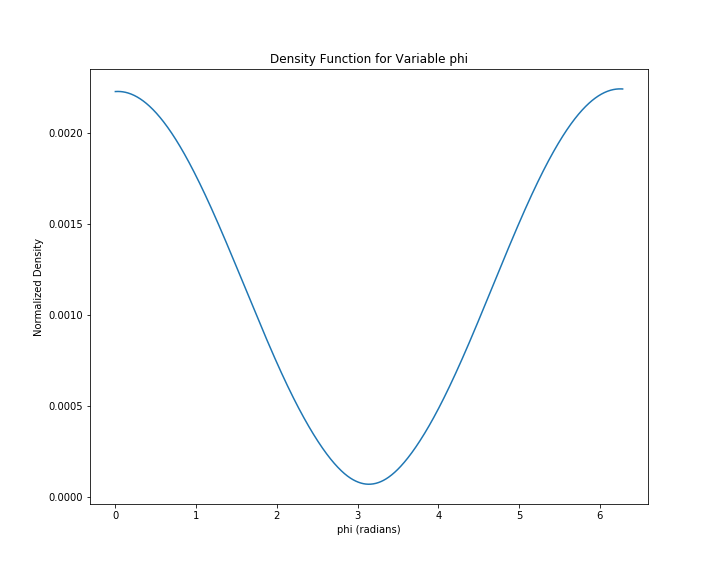 Density Function for Variable phi
Normalized Density
0.0020
0.0015
0.0010
0.0005
0.0000
0 1 2 3 4 5 6
phi (radians)